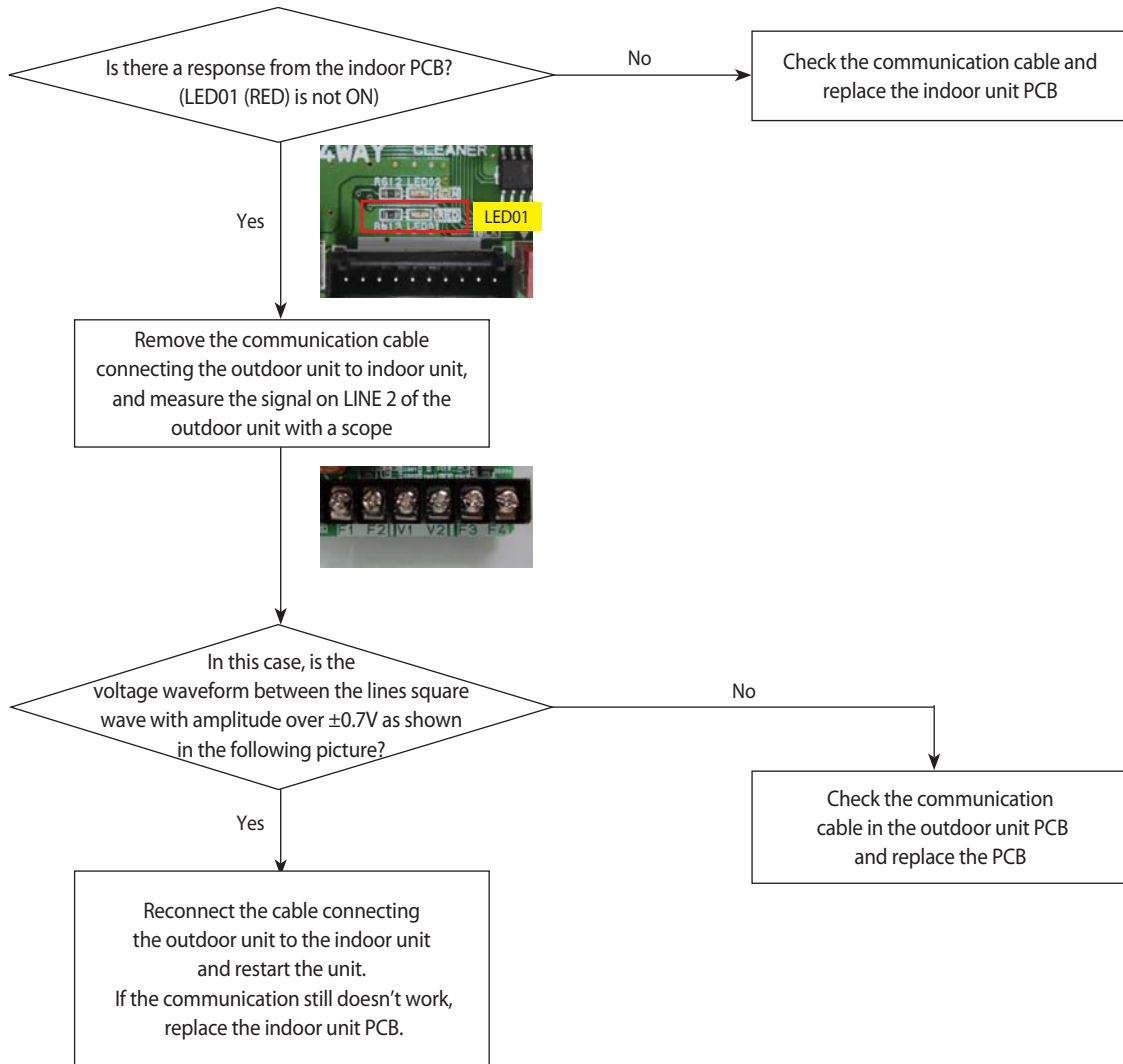 Is there a response from the indoor PCB?
(LED01 (RED) is not ON)
No
Check the communication cable and
replace the indoor unit PCB
4WAY CLEANER
R612 LED02
RED
LED01
R613 LED01
Yes
Remove the communication cable
connecting the outdoor unit to indoor unit,
and measure the signal on LINE 2 of the
outdoor unit with a scope
F1 F2 V1 V2 F3 F4
In this case, is the
voltage waveform between the lines square
wave with amplitude over ±0.7V as shown
in the following picture?
No
Yes
Check the communication
cable in the outdoor unit PCB
and replace the PCB
Reconnect the cable connecting
the outdoor unit to the indoor unit
and restart the unit.
If the communication still doesn’t work,
replace the indoor unit PCB.